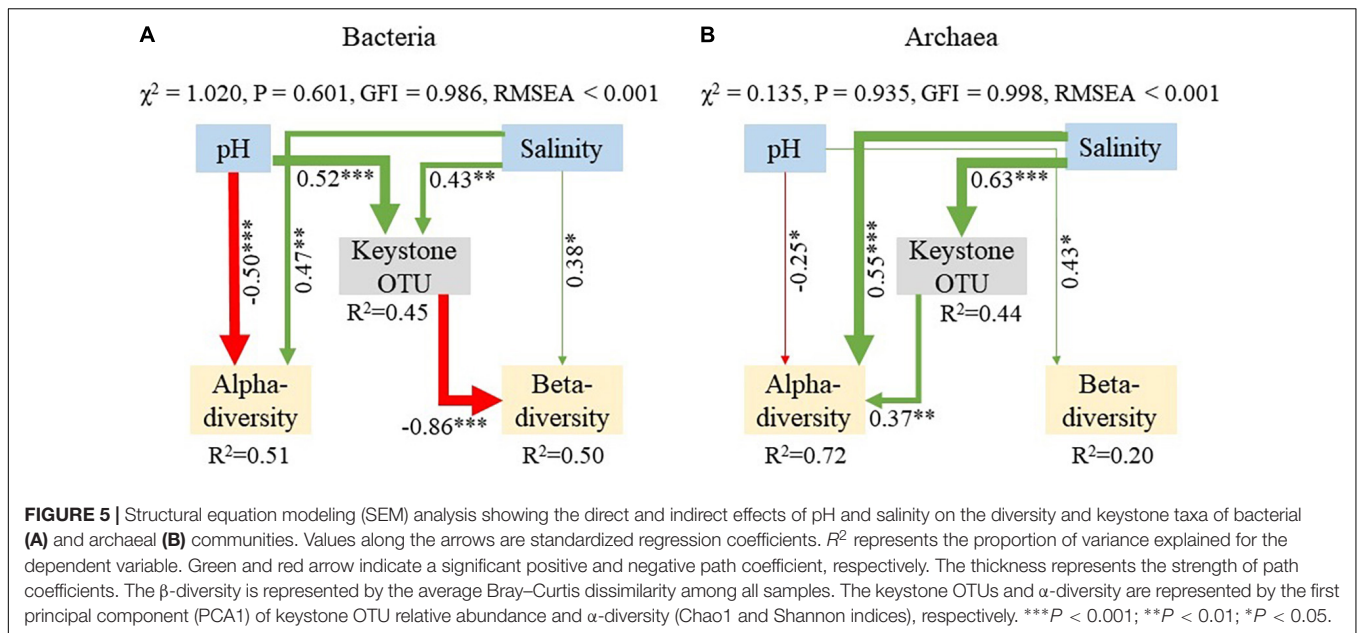 A Bacteria
χ² = 1.020, P = 0.601, GFI = 0.986, RMSEA < 0.001
pH
Salinity
0.52***
0.43**
-0.50***
0.47**
Keystone
OTU
R²=0.45
0.38*
Alpha-
diversity
R²=0.51
-0.86***
Beta-
diversity
R²=0.50
B Archaea
χ² = 0.135, P = 0.935, GFI = 0.998, RMSEA < 0.001
pH
Salinity
0.63***
-0.25*
0.55***
Keystone
OTU
R²=0.44
0.43*
Alpha-
diversity
R²=0.72
0.37**
Beta-
diversity
R²=0.20
FIGURE 5 | Structural equation modeling (SEM) analysis showing the direct and indirect effects of pH and salinity on the diversity and keystone taxa of bacterial
(A) and archaeal (B) communities. Values along the arrows are standardized regression coefficients. R² represents the proportion of variance explained for the
dependent variable. Green and red arrow indicate a significant positive and negative path coefficient, respectively. The thickness represents the strength of path
coefficients. The β-diversity is represented by the average Bray–Curtis dissimilarity among all samples. The keystone OTUs and α-diversity are represented by the first
principal component (PCA1) of keystone OTU relative abundance and α-diversity (Chao1 and Shannon indices), respectively. ***P < 0.001; **P < 0.01; *P < 0.05.